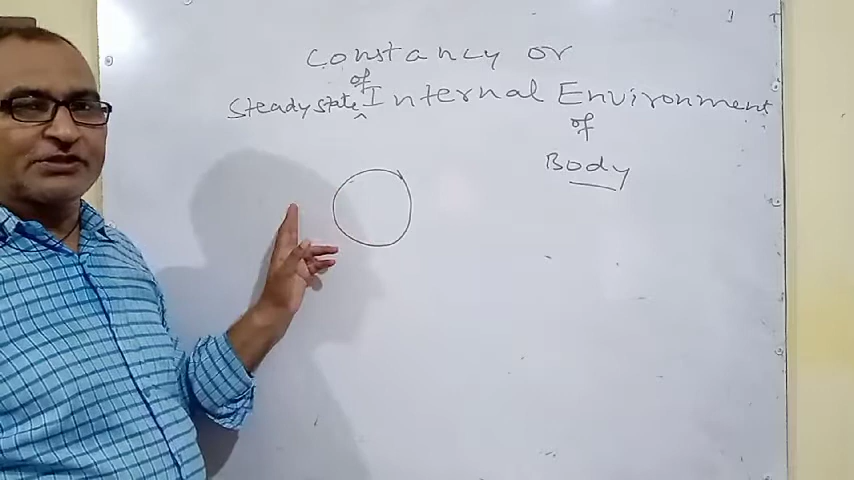 Constancy or
of
Steady state ^ Internal Environment
of
Body